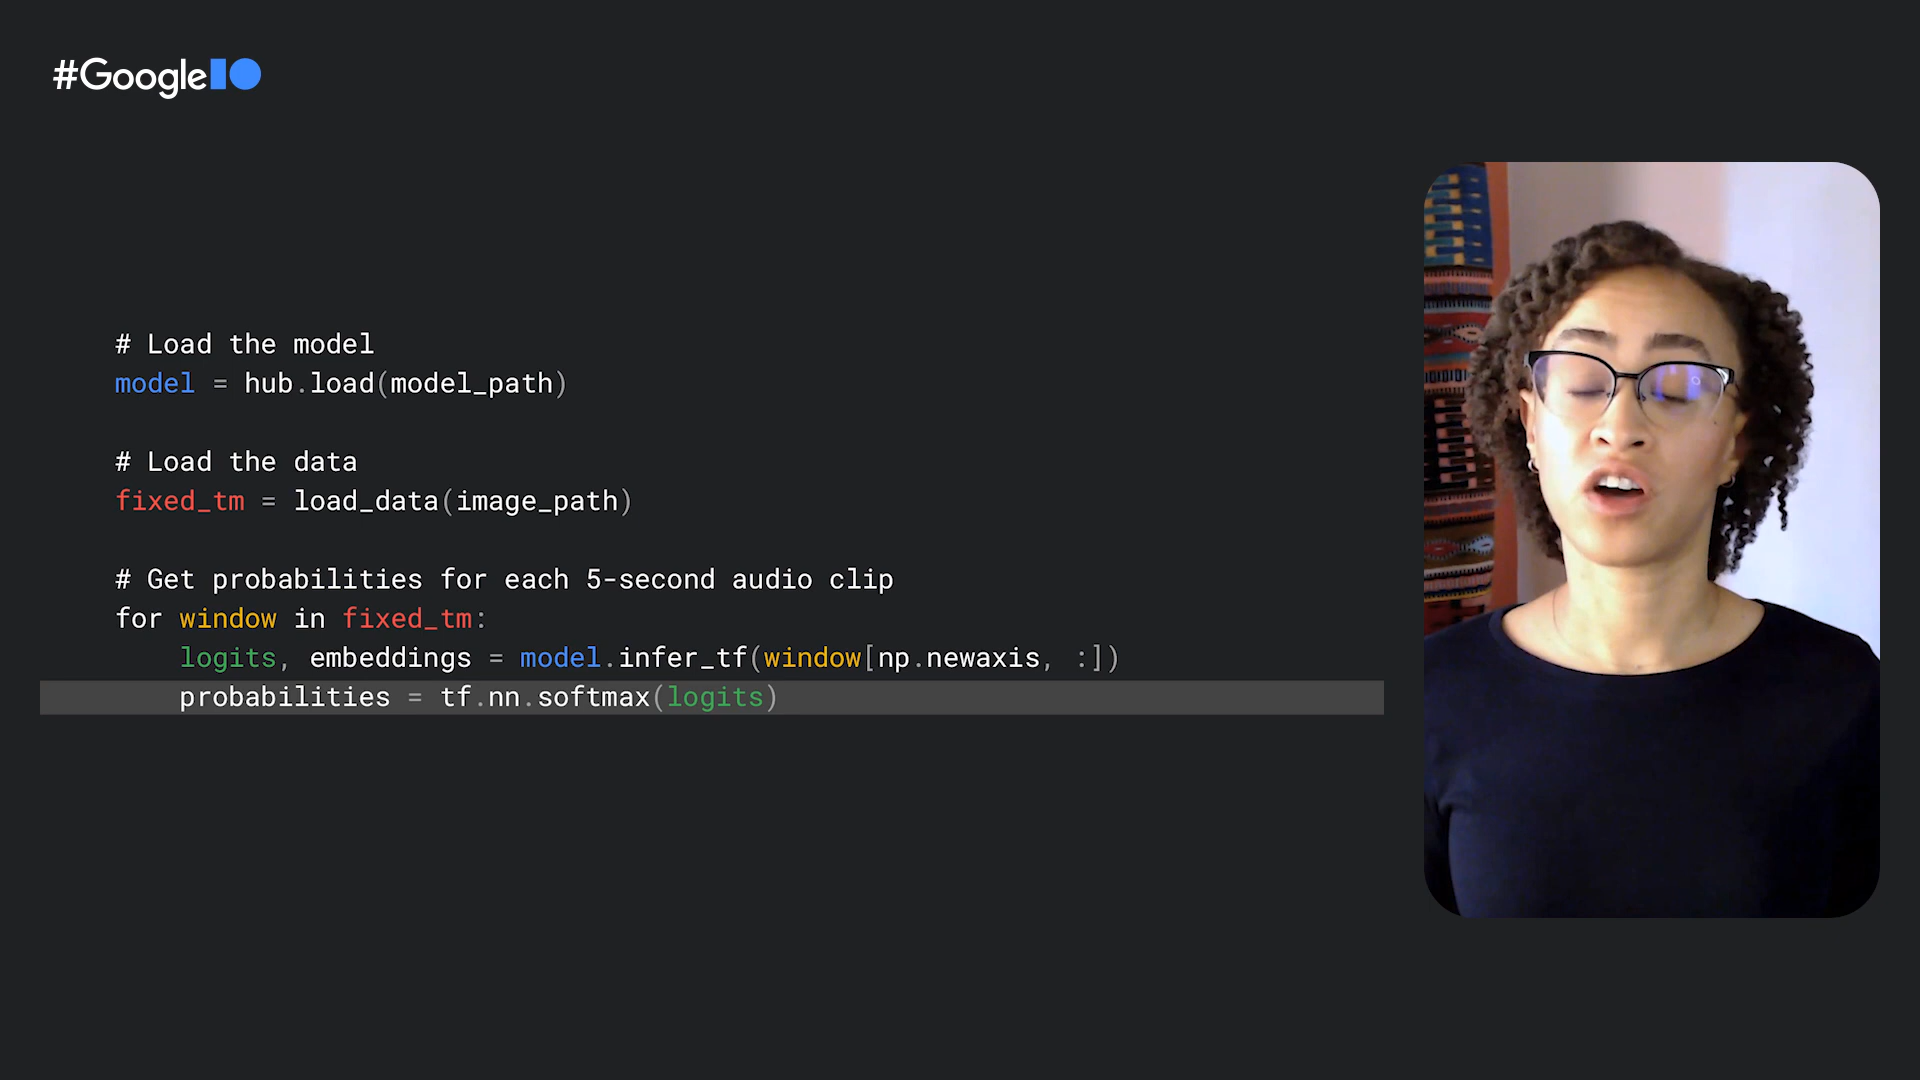 #GoogleIO
# Load the model
model = hub.load(model_path)
# Load the data
fixed_tm = load_data(image_path)
# Get probabilities for each 5-second audio clip
for window in fixed_tm:
logits, embeddings = model.infer_tf(window[np.newaxis, :])
probabilities = tf.nn.softmax(logits)